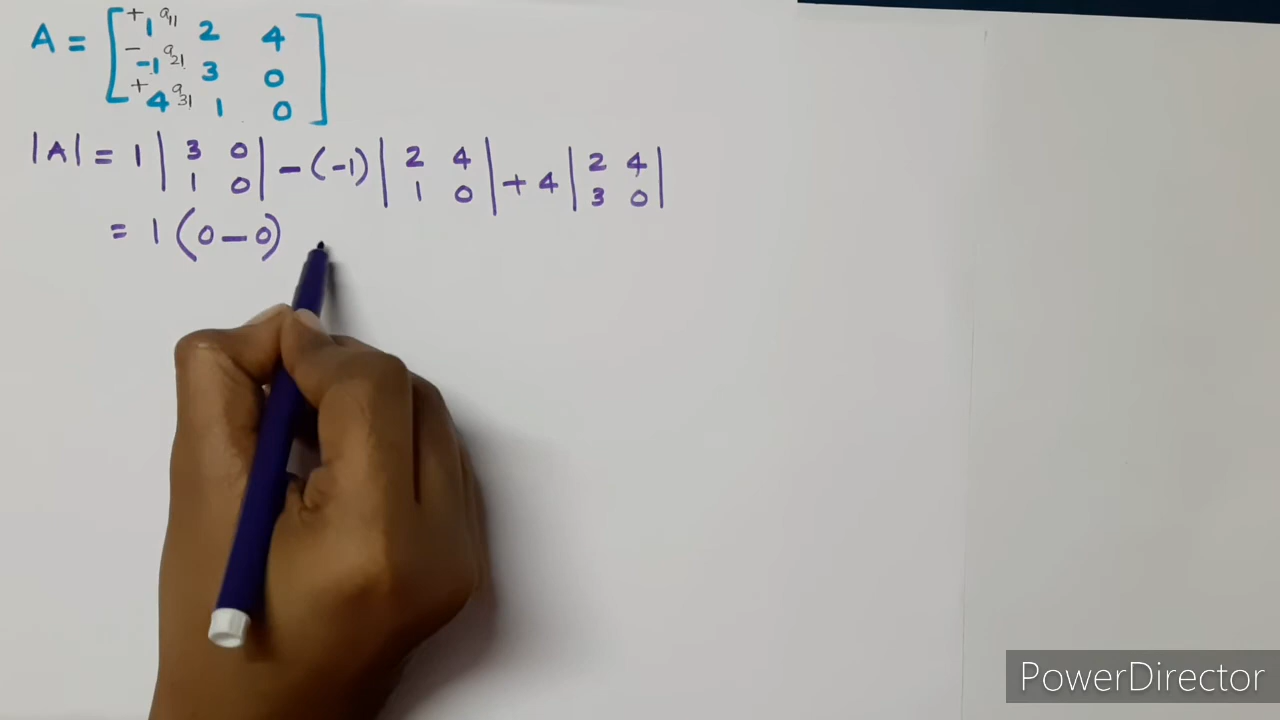 A = [ + 1 a11 2 4
- -1 a21 3 0
+ 4 a31 1 0 ]
|A| = 1 | 3 0 | - (-1) | 2 4 | + 4 | 2 4 |
1 0 1 0 3 0
= 1 (0 - 0)
PowerDirector